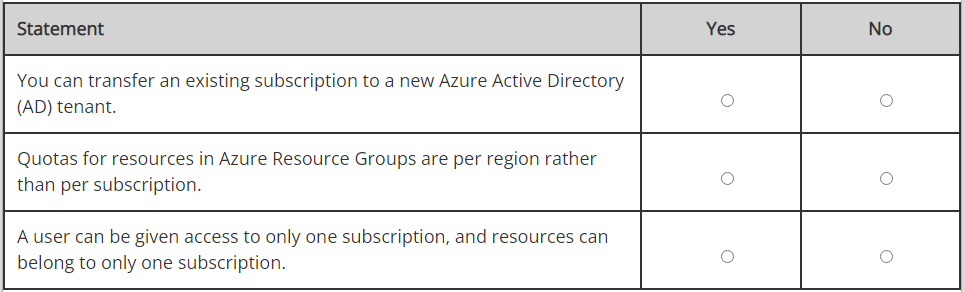 Statement
Yes
No
You can transfer an existing subscription to a new Azure Active Directory
(AD) tenant.
Quotas for resources in Azure Resource Groups are per region rather
than per subscription.
A user can be given access to only one subscription, and resources can
belong to only one subscription.